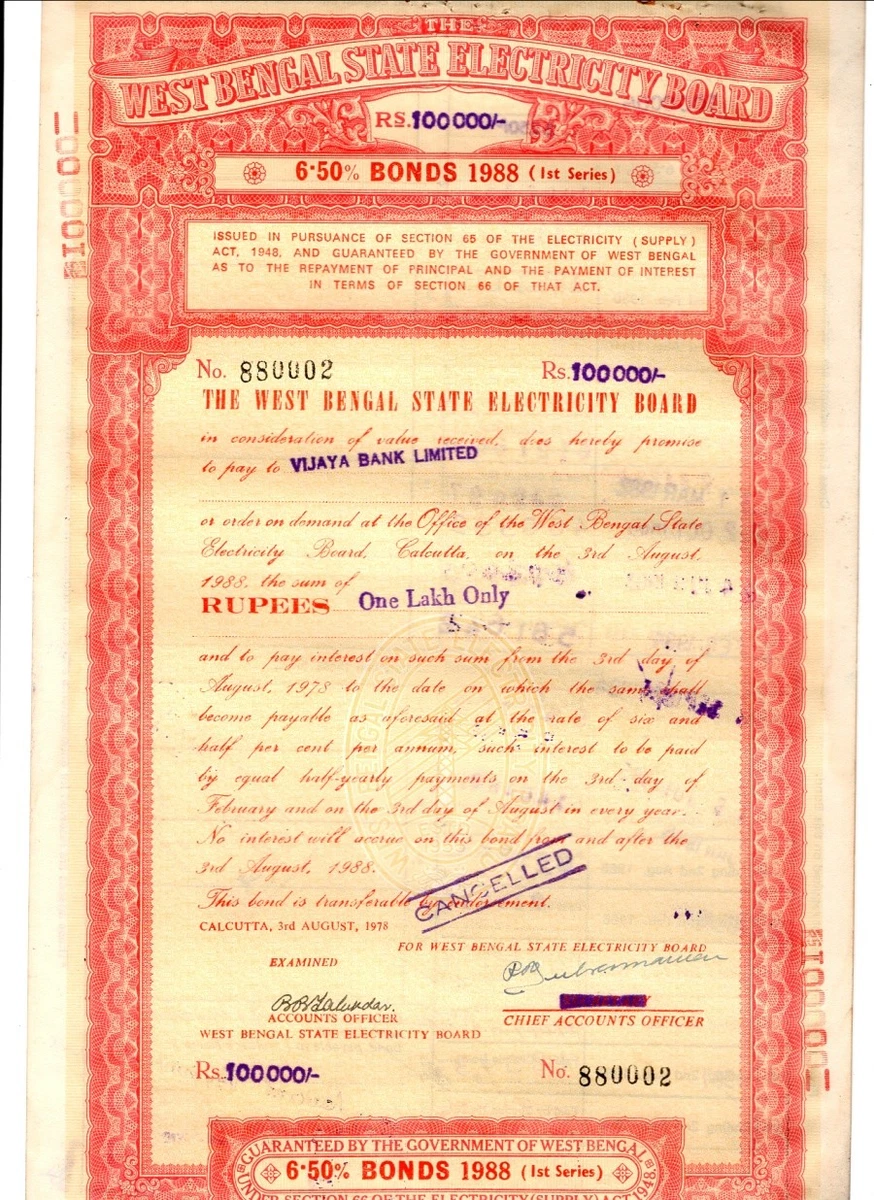 THE
WEST BENGAL STATE ELECTRICITY BOARD
RS.100000/-
6·50% BONDS 1988 (1st Series)
ISSUED IN PURSUANCE OF SECTION 65 OF THE ELECTRICITY (SUPPLY)
ACT, 1948, AND GUARANTEED BY THE GOVERNMENT OF WEST BENGAL
AS TO THE REPAYMENT OF PRINCIPAL AND THE PAYMENT OF INTEREST
IN TERMS OF SECTION 66 OF THAT ACT.
No. 880002 Rs.100000/-
THE WEST BENGAL STATE ELECTRICITY BOARD
in consideration of value received, does hereby promise
to pay to VIJAYA BANK LIMITED
or order on demand at the Office of the West Bengal State
Electricity Board, Calcutta, on the 3rd August,
1988, the sum of
RUPEES One Lakh Only
and to pay interest on such sum from the 3rd day of
August, 1978 to the date on which the same shall
become payable as aforesaid at the rate of six and
half per cent per annum, such interest to be paid
by equal half-yearly payments on the 3rd day of
February and on the 3rd day of August in every year.
No interest will accrue on this bond from and after the
3rd August, 1988.
This bond is transferable by endorsement.
CANCELLED
CALCUTTA, 3rd AUGUST, 1978
FOR WEST BENGAL STATE ELECTRICITY BOARD
EXAMINED
ACCOUNTS OFFICER
CHIEF ACCOUNTS OFFICER
WEST BENGAL STATE ELECTRICITY BOARD
Rs.100000/- No. 880002
GUARANTEED BY THE GOVERNMENT OF WEST BENGAL
6·50% BONDS 1988 (1st Series)
UNDER SECTION 66 OF THE ELECTRICITY (SUPPLY) ACT 1948.